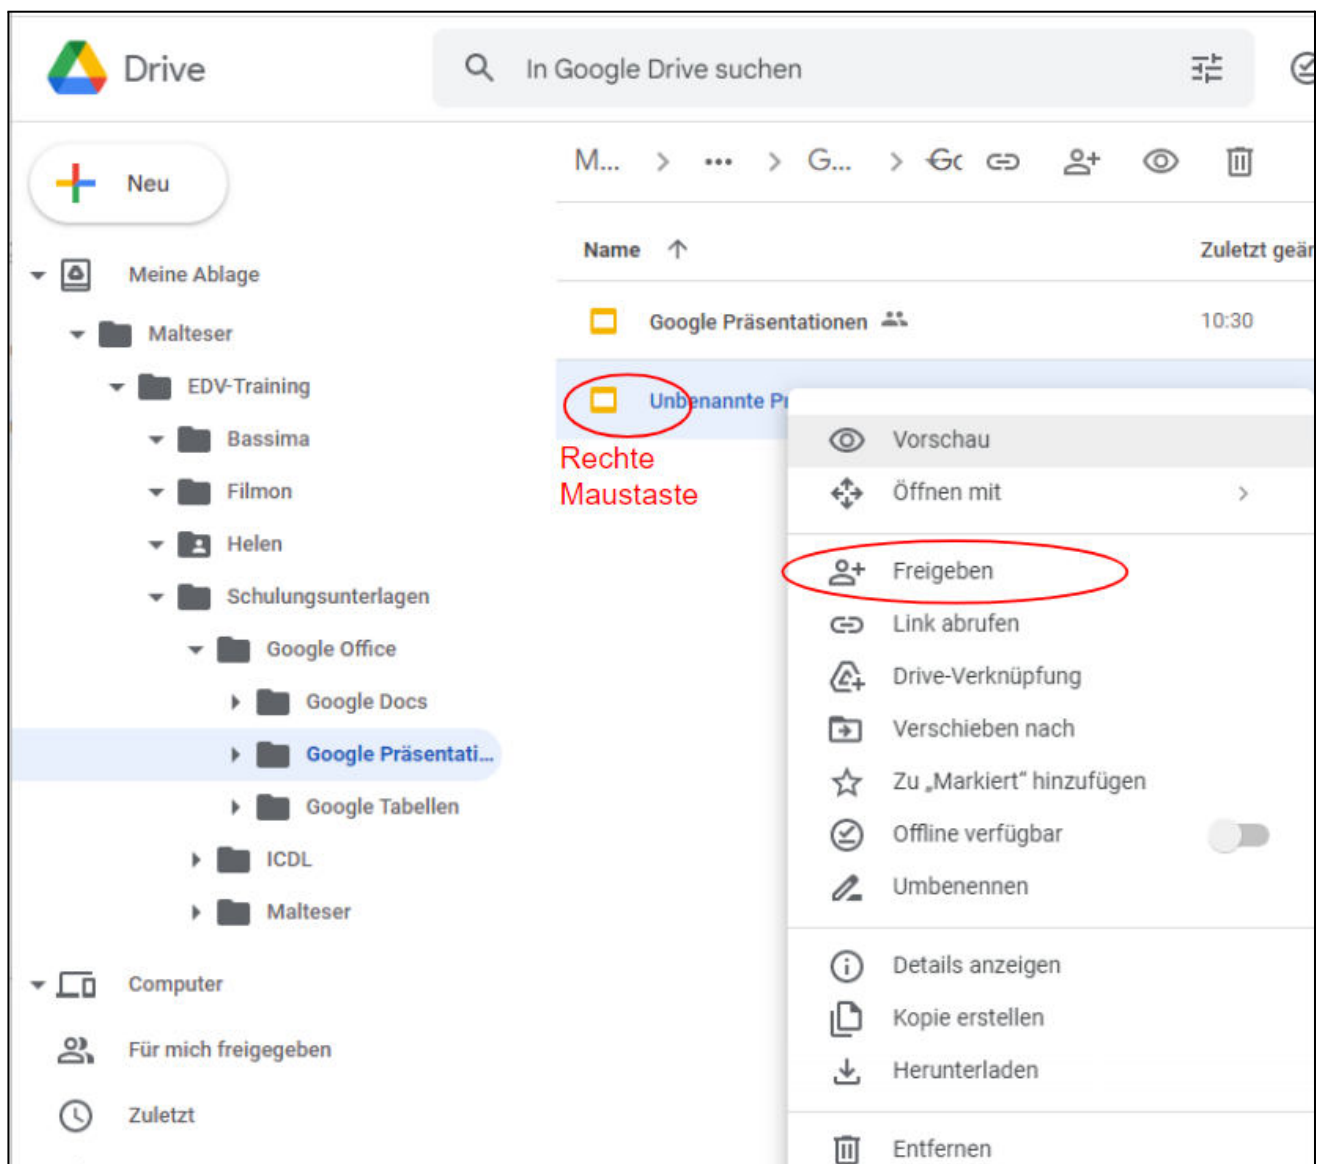 Drive
In Google Drive suchen
Neu
M... > ... > G... > Gc
Name
Zuletzt geär
Meine Ablage
Google Präsentationen
10:30
Malteser
EDV-Training
Unbenannte Pr
Bassima
Vorschau
Rechte
Maustaste
Filmon
Öffnen mit
Helen
Freigeben
Schulungsunterlagen
Link abrufen
Google Office
Drive-Verknüpfung
Google Docs
Verschieben nach
Google Präsentati...
Zu „Markiert“ hinzufügen
Google Tabellen
Offline verfügbar
ICDL
Umbenennen
Malteser
Details anzeigen
Computer
Kopie erstellen
Für mich freigegeben
Herunterladen
Zuletzt
Entfernen